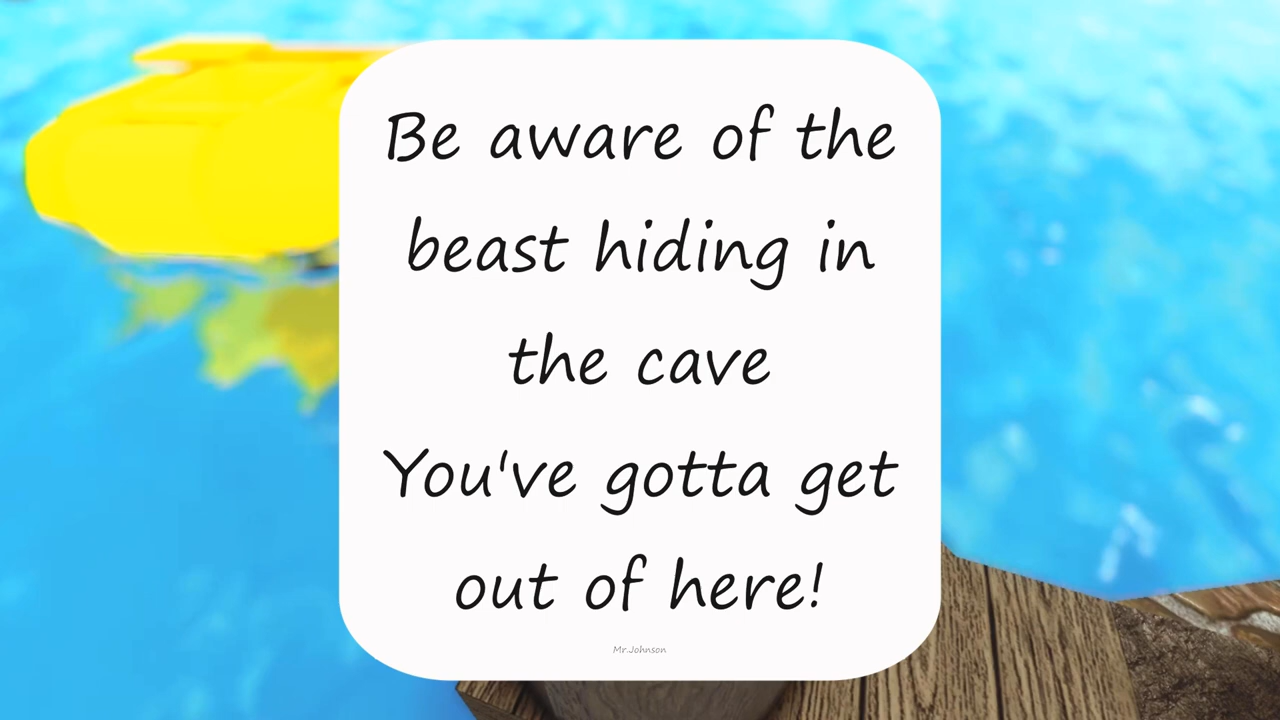 Be aware of the
beast hiding in
the cave
You've gotta get
out of here!
Mr.Johnson